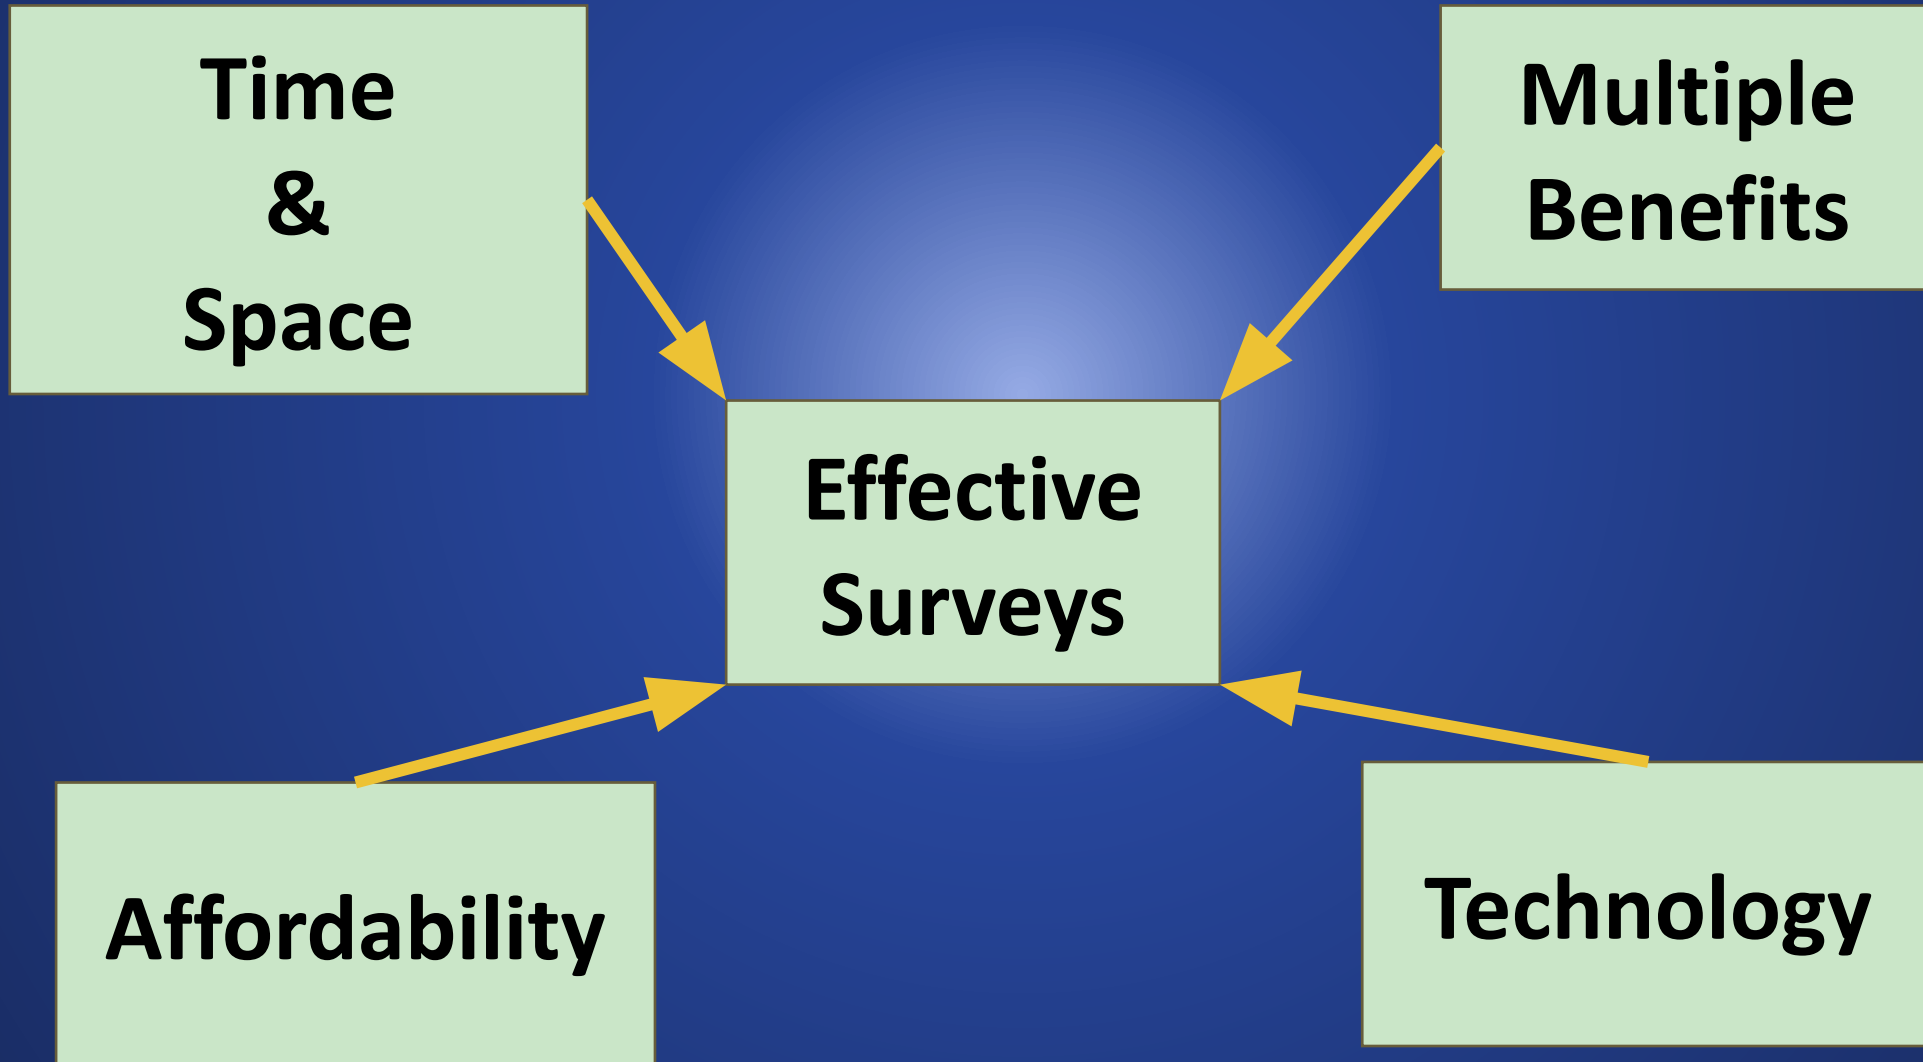 Time
&
Space
Multiple
Benefits
Effective
Surveys
Affordability
Technology